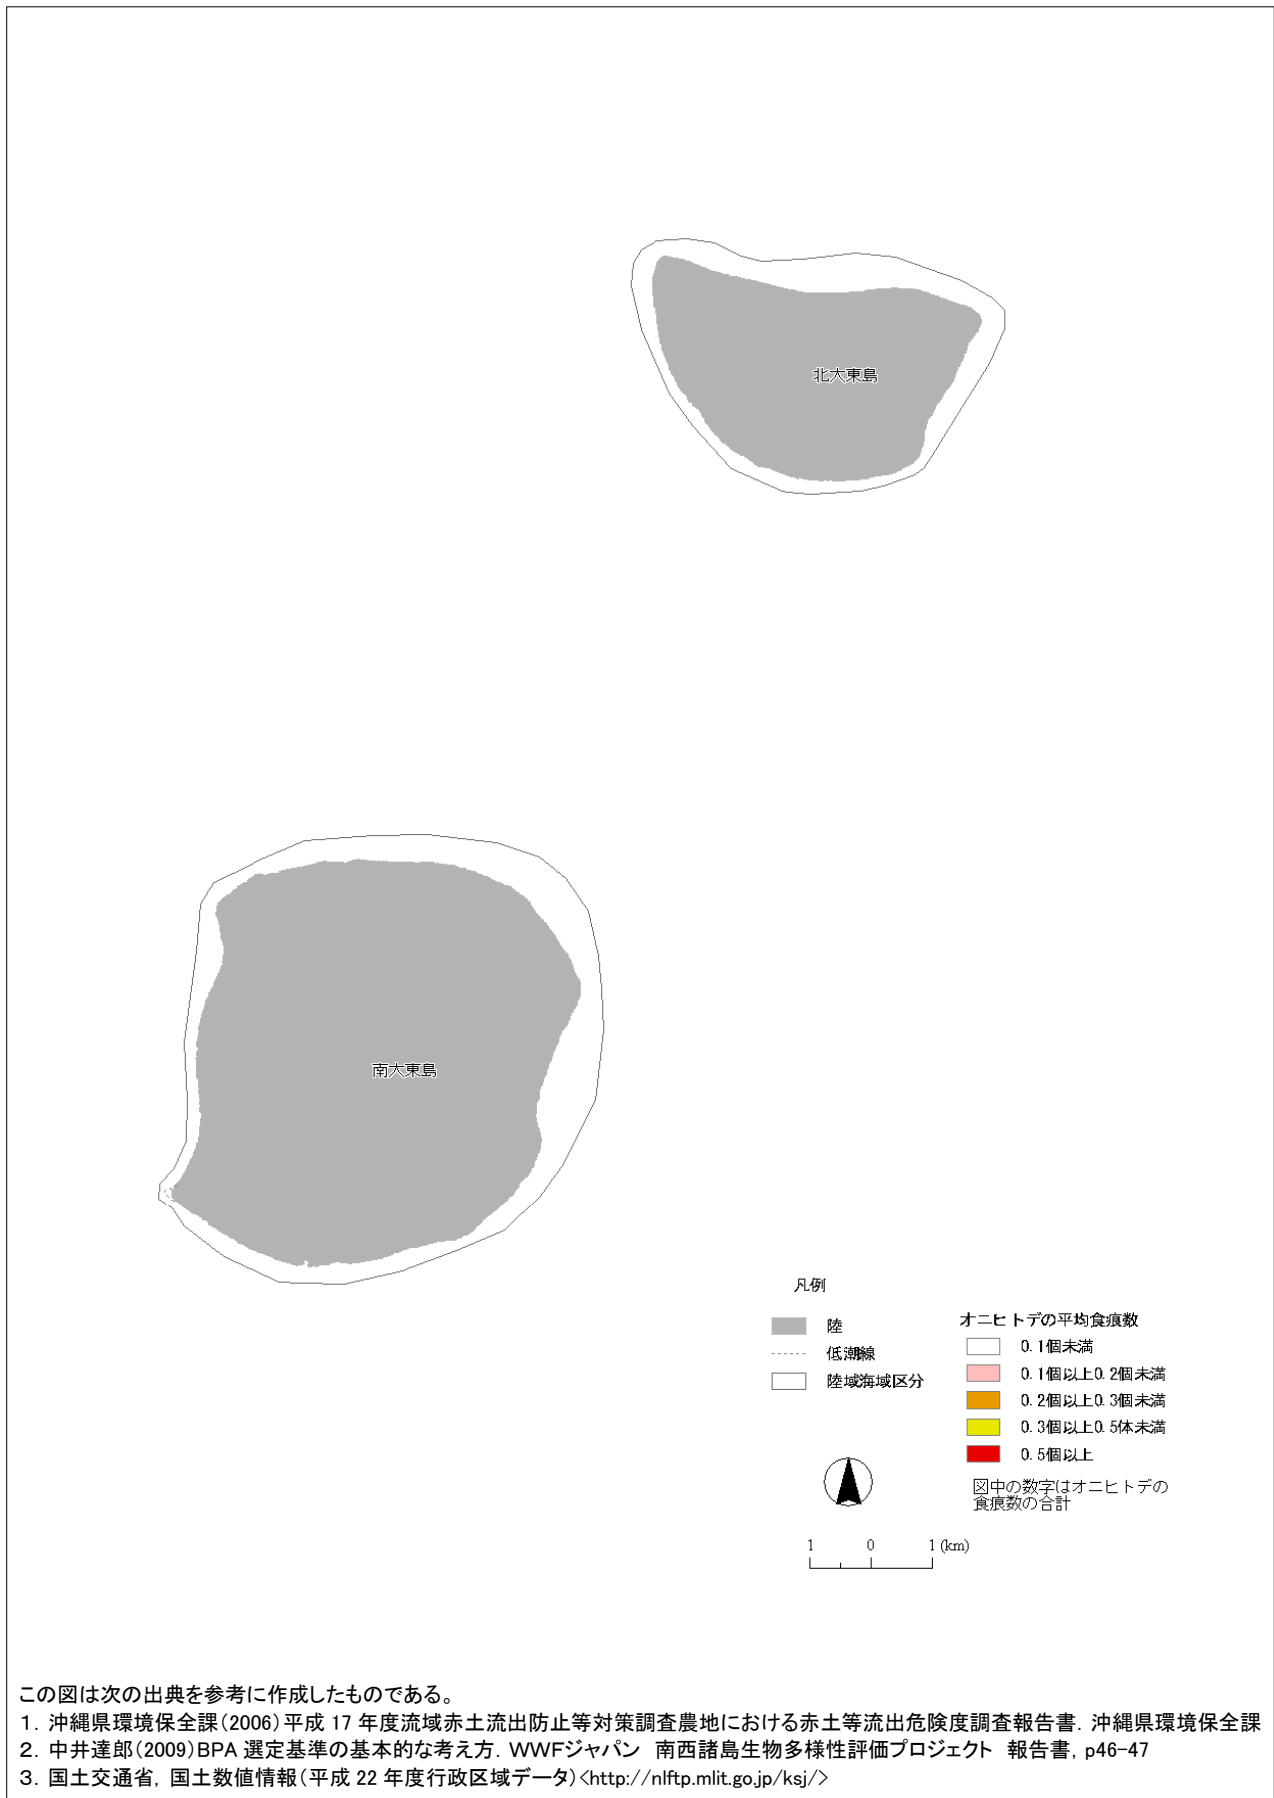 北大東島
南大東島
凡例
陸
低潮線
陸域海域区分
オニヒトデの平均食痕数
0.1個未満
0.1個以上0.2個未満
0.2個以上0.3個未満
0.3個以上0.5体未満
0.5個以上
図中の数字はオニヒトデの
食痕数の合計
1 0 1 (km)
この図は次の出典を参考に作成したものである。
1. 沖縄県環境保全課(2006)平成 17 年度流域赤土流出防止等対策調査農地における赤土等流出危険度調査報告書. 沖縄県環境保全課
2. 中井達郎(2009)BPA 選定基準の基本的な考え方. WWFジャパン 南西諸島生物多様性評価プロジェクト 報告書, p46-47
3. 国土交通省, 国土数値情報(平成 22 年度行政区域データ)<http://nlftp.mlit.go.jp/ksj/>